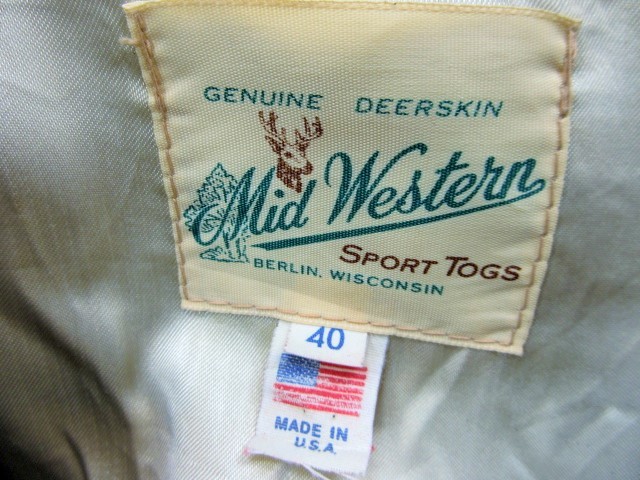 GENUINE DEERSKIN
Mid Western
SPORT TOGS
BERLIN, WISCONSIN
40
MADE IN
U.S.A.